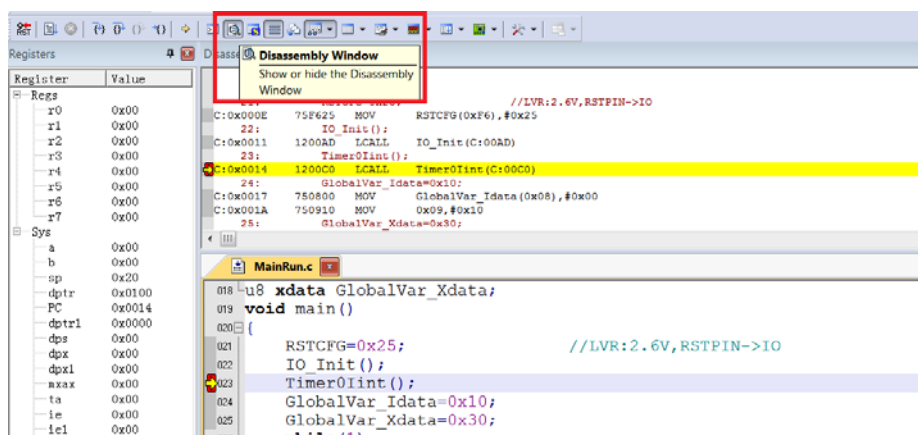 RST
Registers
Disasse
Disassembly Window
Show or hide the Disassembly
Window
Register Value
Regs
r0 0x00
r1 0x00
r2 0x00
r3 0x00
r4 0x00
r5 0x00
r6 0x00
r7 0x00
Sys
a 0x00
b 0x00
sp 0x20
dptr 0x0100
PC 0x0014
dptr1 0x0000
dps 0x00
dpx 0x00
dpx1 0x00
mxax 0x00
ta 0x00
ie 0x00
ie1 0x00
//LVR:2.6V,RSTPIN->IO
C:0x000E 75F625 MOV RSTCFG(0xF6),#0x25
22: IO_Init();
C:0x0011 1200AD LCALL IO_Init(C:00AD)
23: Timer0Iint();
C:0x0014 1200C0 LCALL Timer0Iint(C:00C0)
24: GlobalVar_Idata=0x10;
C:0x0017 750800 MOV GlobalVar_Idata(0x08),#0x00
C:0x001A 750910 MOV 0x09,#0x10
25: GlobalVar_Xdata=0x30;
MainRun.c
018 u8 xdata GlobalVar_Xdata;
019 void main()
020 {
021 RSTCFG=0x25; //LVR:2.6V,RSTPIN->IO
022 IO_Init();
023 Timer0Iint();
024 GlobalVar_Idata=0x10;
025 GlobalVar_Xdata=0x30;